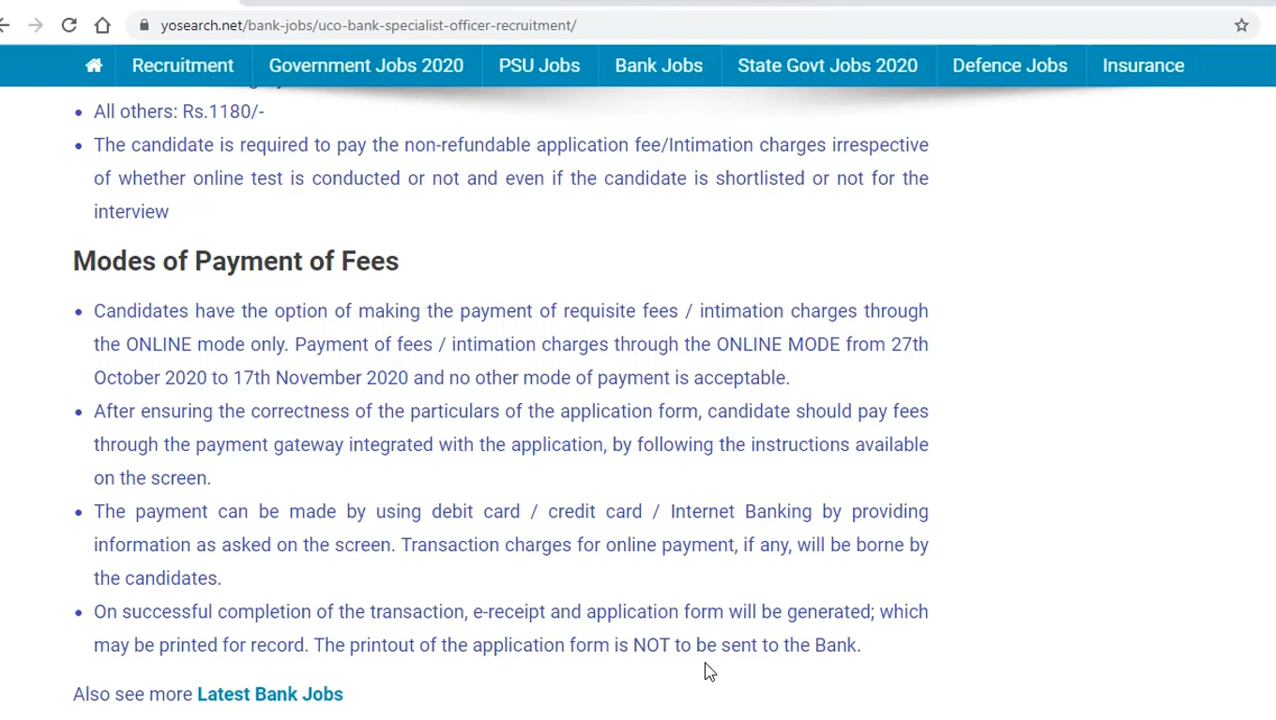 yosearch.net/bank-jobs/uco-bank-specialist-officer-recruitment/
Recruitment Government Jobs 2020 PSU Jobs Bank Jobs State Govt Jobs 2020 Defence Jobs Insurance
All others: Rs.1180/-
The candidate is required to pay the non-refundable application fee/Intimation charges irrespective
of whether online test is conducted or not and even if the candidate is shortlisted or not for the
interview
Modes of Payment of Fees
Candidates have the option of making the payment of requisite fees / intimation charges through
the ONLINE mode only. Payment of fees / intimation charges through the ONLINE MODE from 27th
October 2020 to 17th November 2020 and no other mode of payment is acceptable.
After ensuring the correctness of the particulars of the application form, candidate should pay fees
through the payment gateway integrated with the application, by following the instructions available
on the screen.
The payment can be made by using debit card / credit card / Internet Banking by providing
information as asked on the screen. Transaction charges for online payment, if any, will be borne by
the candidates.
On successful completion of the transaction, e-receipt and application form will be generated; which
may be printed for record. The printout of the application form is NOT to be sent to the Bank.
Also see more Latest Bank Jobs